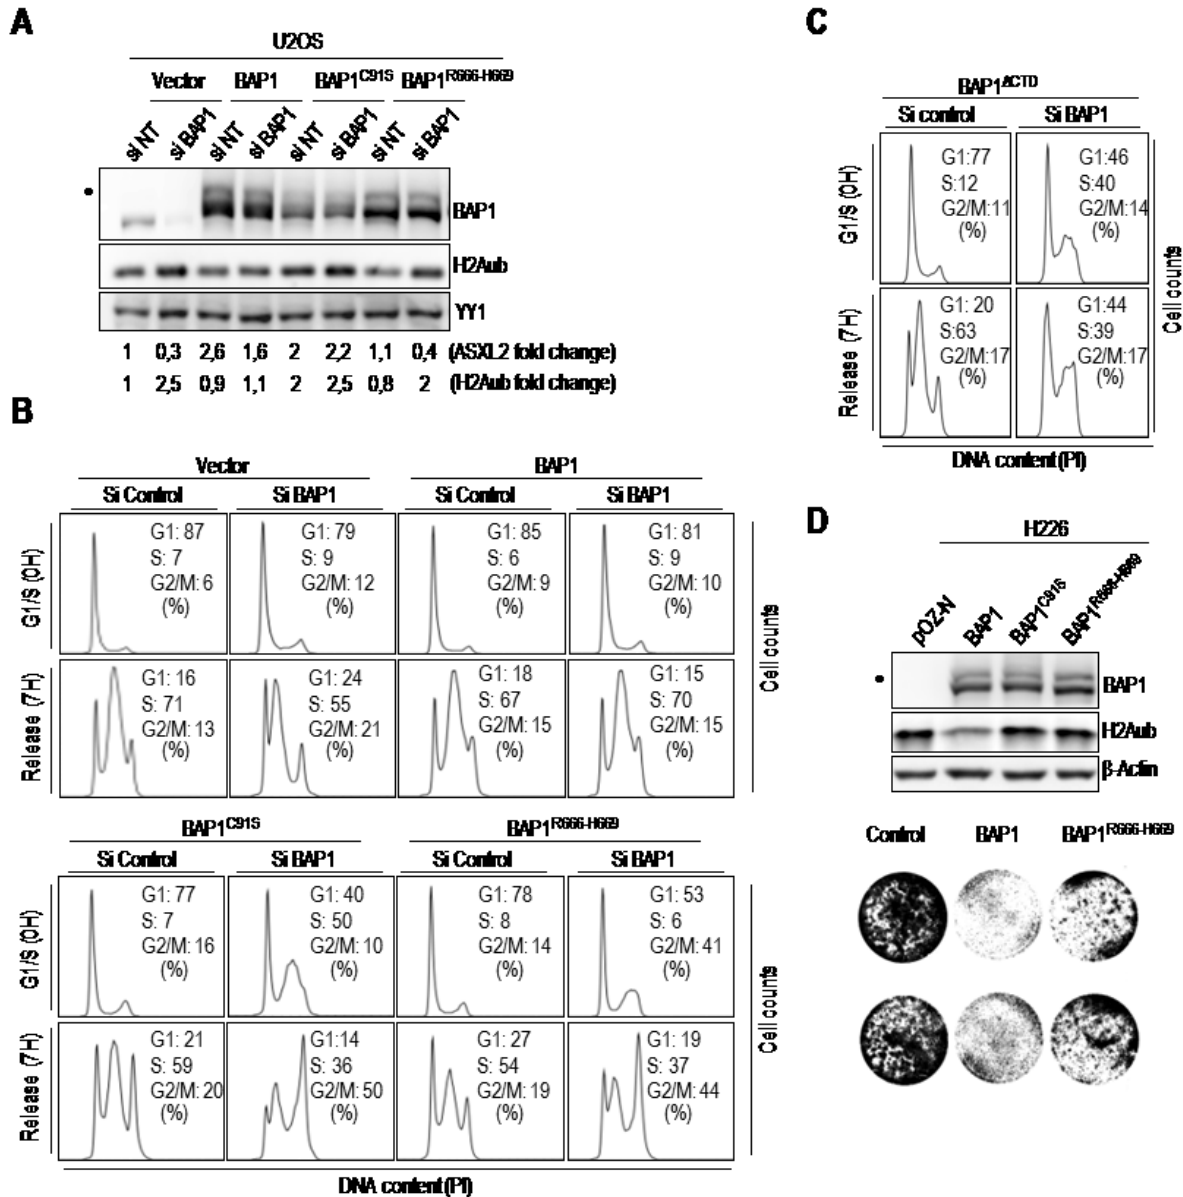 A
U2OS
Vector BAP1 BAP1C91S BAP1R666-H669
si NT si BAP1 si NT si BAP1 si NT si BAP1 si NT si BAP1
BAP1
H2Aub
YY1
1 0,3 2,6 1,6 2 2,2 1,1 0,4 (ASXL2 fold change)
1 2,5 0,9 1,1 2 2,5 0,8 2 (H2Aub fold change)
B
Vector BAP1
Si Control Si BAP1 Si Control Si BAP1
G1/S (0H)
G1: 87
S: 7
G2/M: 6
(%)
G1: 79
S: 9
G2/M: 12
(%)
G1: 85
S: 6
G2/M: 9
(%)
G1: 81
S: 9
G2/M: 10
(%)
Release (7H)
G1: 16
S: 71
G2/M: 13
(%)
G1: 24
S: 55
G2/M: 21
(%)
G1: 18
S: 67
G2/M: 15
(%)
G1: 15
S: 70
G2/M: 15
(%)
Cell counts
BAP1C91S BAP1R666-H669
Si Control Si BAP1 Si Control Si BAP1
G1/S (0H)
G1: 77
S: 7
G2/M: 16
(%)
G1: 40
S: 50
G2/M: 10
(%)
G1: 78
S: 8
G2/M: 14
(%)
G1: 53
S: 6
G2/M: 41
(%)
Release (7H)
G1: 21
S: 59
G2/M: 20
(%)
G1:14
S: 36
G2/M: 50
(%)
G1: 27
S: 54
G2/M: 19
(%)
G1: 19
S: 37
G2/M: 44
(%)
Cell counts
DNA content (PI)
C
BAP1ΔCTD
Si control Si BAP1
G1/S (0H)
G1:77
S:12
G2/M:11
(%)
G1:46
S:40
G2/M:14
(%)
Release (7H)
G1: 20
S:63
G2/M:17
(%)
G1:44
S:39
G2/M:17
(%)
Cell counts
DNA content (PI)
D
H226
pOZ-N BAP1 BAP1C91S BAP1R666-H669
BAP1
H2Aub
β-Actin
Control BAP1 BAP1R666-H669